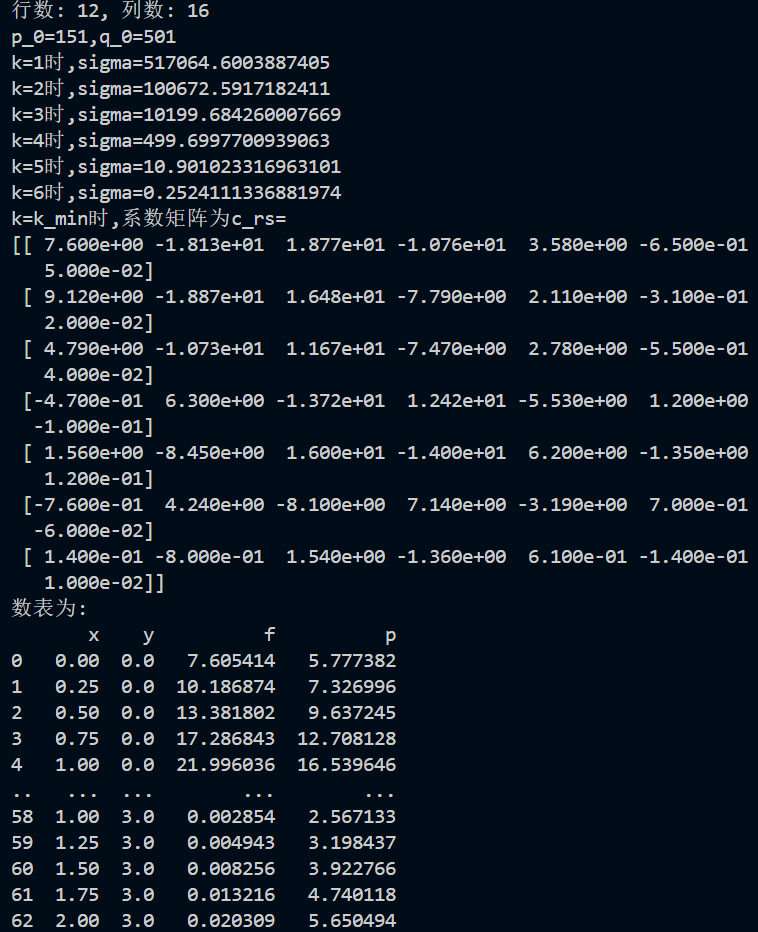 行数: 12, 列数: 16
p_0=151,q_0=501
k=1时,sigma=517064.6003887405
k=2时,sigma=100672.5917182411
k=3时,sigma=10199.684260007669
k=4时,sigma=499.6997700939063
k=5时,sigma=10.901023316963101
k=6时,sigma=0.2524111336881974
k=k_min时,系数矩阵为c_rs=
[[ 7.600e+00 -1.813e+01  1.877e+01 -1.076e+01  3.580e+00 -6.500e-01
   5.000e-02]
 [ 9.120e+00 -1.887e+01  1.648e+01 -7.790e+00  2.110e+00 -3.100e-01
   2.000e-02]
 [ 4.790e+00 -1.073e+01  1.167e+01 -7.470e+00  2.780e+00 -5.500e-01
   4.000e-02]
 [-4.700e-01  6.300e+00 -1.372e+01  1.242e+01 -5.530e+00  1.200e+00
  -1.000e-01]
 [ 1.560e+00 -8.450e+00  1.600e+01 -1.400e+01  6.200e+00 -1.350e+00
   1.200e-01]
 [-7.600e-01  4.240e+00 -8.100e+00  7.140e+00 -3.190e+00  7.000e-01
  -6.000e-02]
 [ 1.400e-01 -8.000e-01  1.540e+00 -1.360e+00  6.100e-01 -1.400e-01
   1.000e-02]]
数表为:
       x    y          f          p
0   0.00  0.0   7.605414   5.777382
1   0.25  0.0  10.186874   7.326996
2   0.50  0.0  13.381802   9.637245
3   0.75  0.0  17.286843  12.708128
4   1.00  0.0  21.996036  16.539646
..   ...  ...        ...        ...
58  1.00  3.0   0.002854   2.567133
59  1.25  3.0   0.004943   3.198437
60  1.50  3.0   0.008256   3.922766
61  1.75  3.0   0.013216   4.740118
62  2.00  3.0   0.020309   5.650494